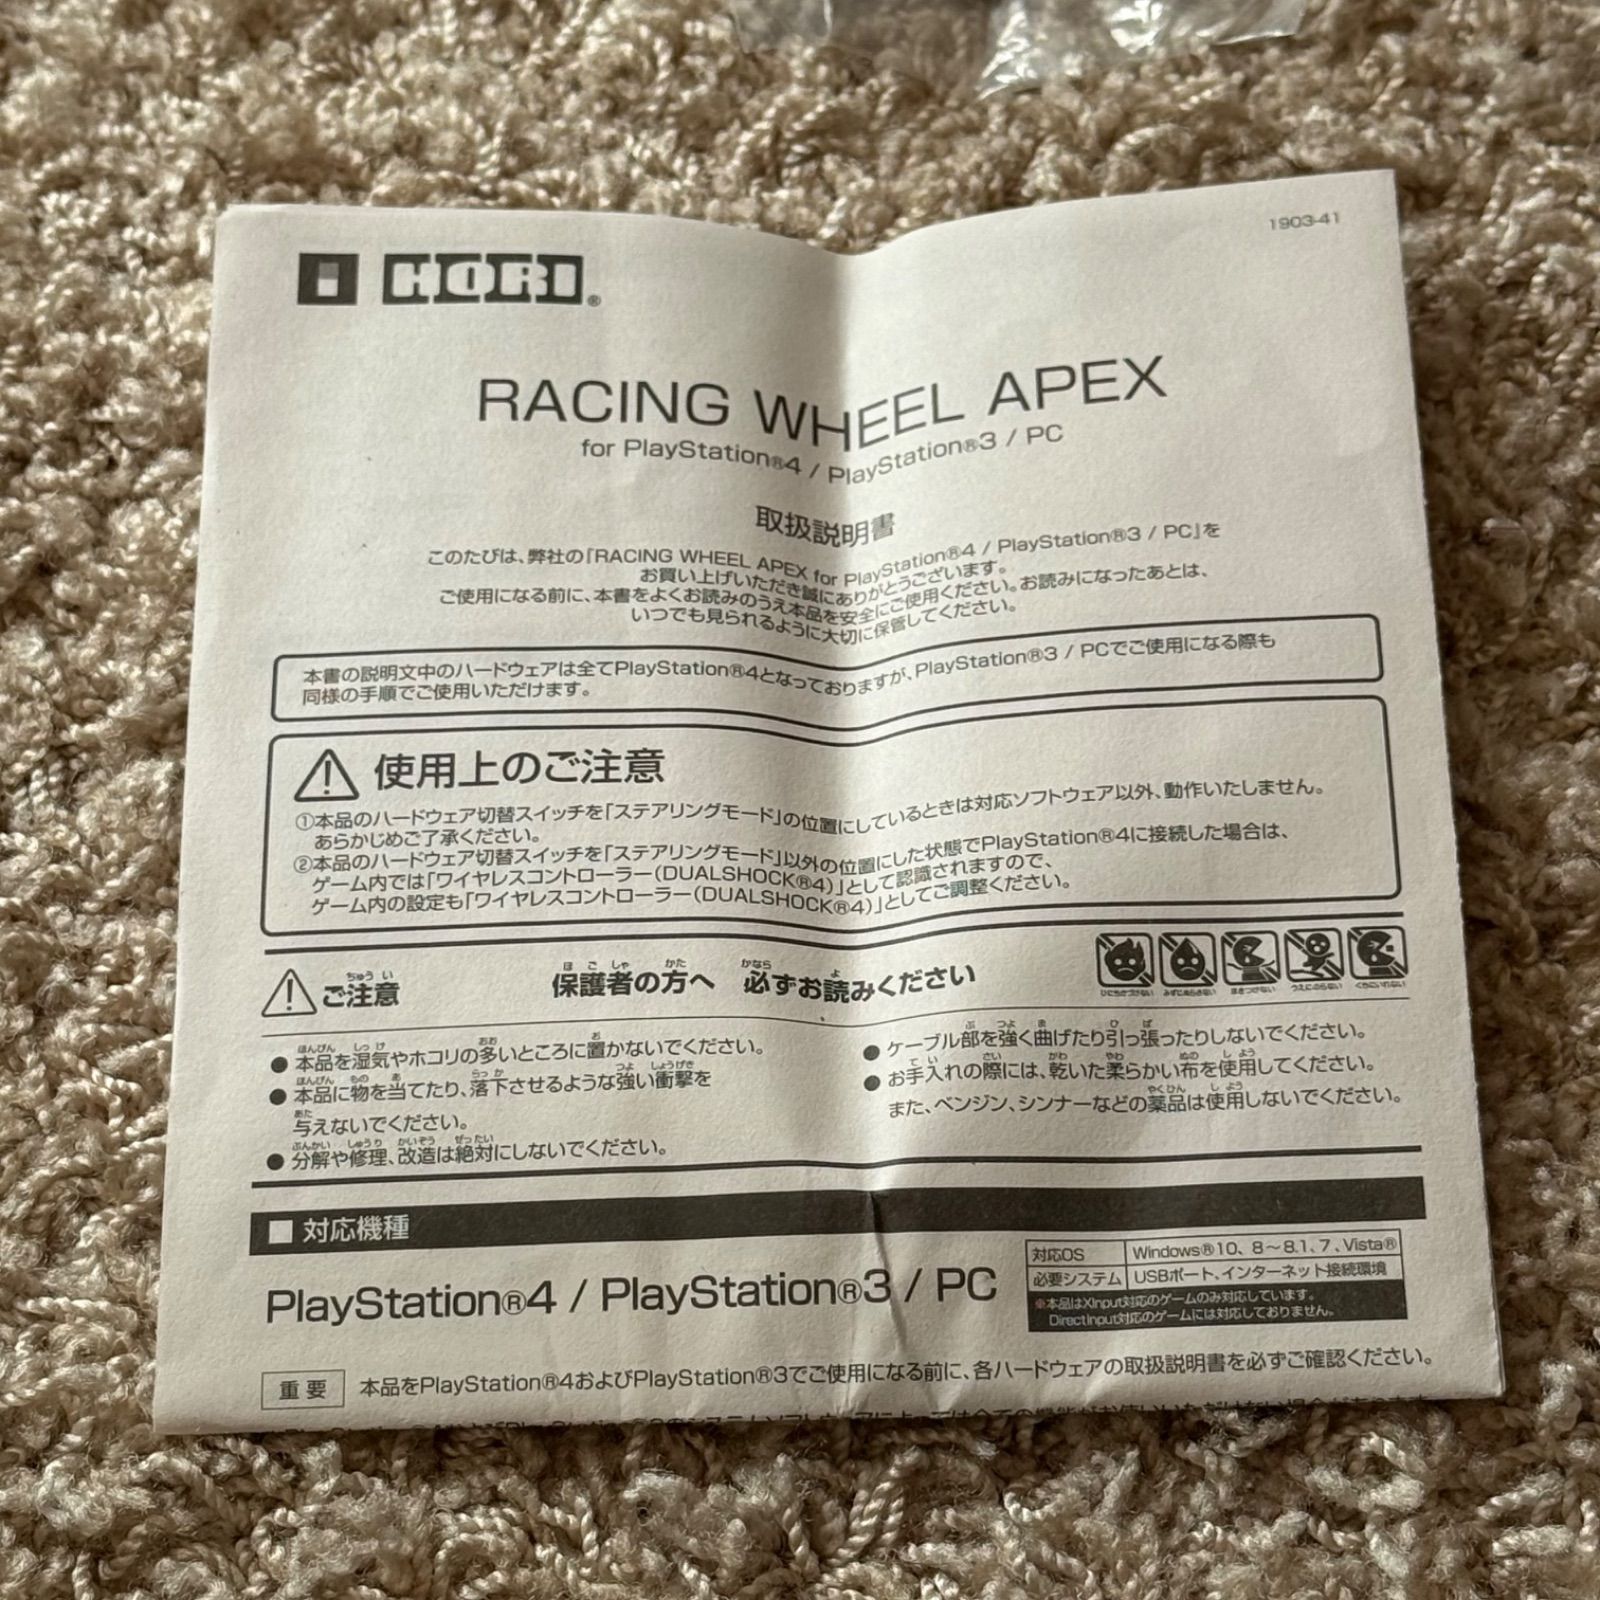 1903-41
HORI®
RACING WHEEL APEX
for PlayStation®4 / PlayStation®3 / PC
取扱説明書
このたびは、弊社の「RACING WHEEL APEX for PlayStation®4 / PlayStation®3 / PC」を
お買い上げいただき誠にありがとうございます。
ご使用になる前に、本書をよくお読みのうえ本品を安全にご使用ください。お読みになったあとは、
いつでも見られるように大切に保管してください。
本書の説明文中のハードウェアは全てPlayStation®4となっておりますが、PlayStation®3 / PCでご使用になる際も
同様の手順でご使用いただけます。
使用上のご注意
①本品のハードウェア切替スイッチを「ステアリングモード」の位置にしているときは対応ソフトウェア以外、動作いたしません。
あらかじめご了承ください。
②本品のハードウェア切替スイッチを「ステアリングモード」以外の位置にした状態でPlayStation®4に接続した場合は、
ゲーム内では「ワイヤレスコントローラー(DUALSHOCK®4)」として認識されますので、
ゲーム内の設定も「ワイヤレスコントローラー(DUALSHOCK®4)」としてご調整ください。
ご注意 保護者の方へ 必ずお読みください
ひにちかづけない みずにぬらさない まきつけない うえにのらない くちにいれない
●本品を湿気やホコリの多いところに置かないでください。
●本品に物を当てたり、落下させるような強い衝撃を
与えないでください。
●分解や修理、改造は絶対にしないでください。
●ケーブル部を強く曲げたり引っ張ったりしないでください。
●お手入れの際には、乾いた柔らかい布を使用してください。
また、ベンジン、シンナーなどの薬品は使用しないでください。
■対応機種
PlayStation®4 / PlayStation®3 / PC
対応OS Windows®10、8～8.1、7、Vista®
必要システム USBポート、インターネット接続環境
※本品はXInput対応のゲームのみ対応しています。
DirectInput対応のゲームには対応しておりません。
重要 本品をPlayStation®4およびPlayStation®3でご使用になる前に、各ハードウェアの取扱説明書を必ずご確認ください。